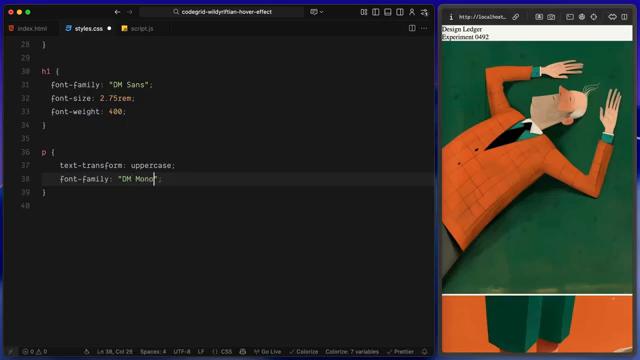 codegrid-wildyriftian-hover-effect
index.html
styles.css
script.js
28 }
29
30 h1 {
31 font-family: "DM Sans";
32 font-size: 2.75rem;
33 font-weight: 400;
34 }
35
36 p {
37 text-transform: uppercase;
38 font-family: "DM Mono";
39 }
40
0 0
Ln 38, Col 26
Spaces: 4
UTF-8
LF
{} CSS
Go Live
Colorize
Colorize: 7 variables
Prettier
http://localhost...
Design Ledger
Experiment 0492